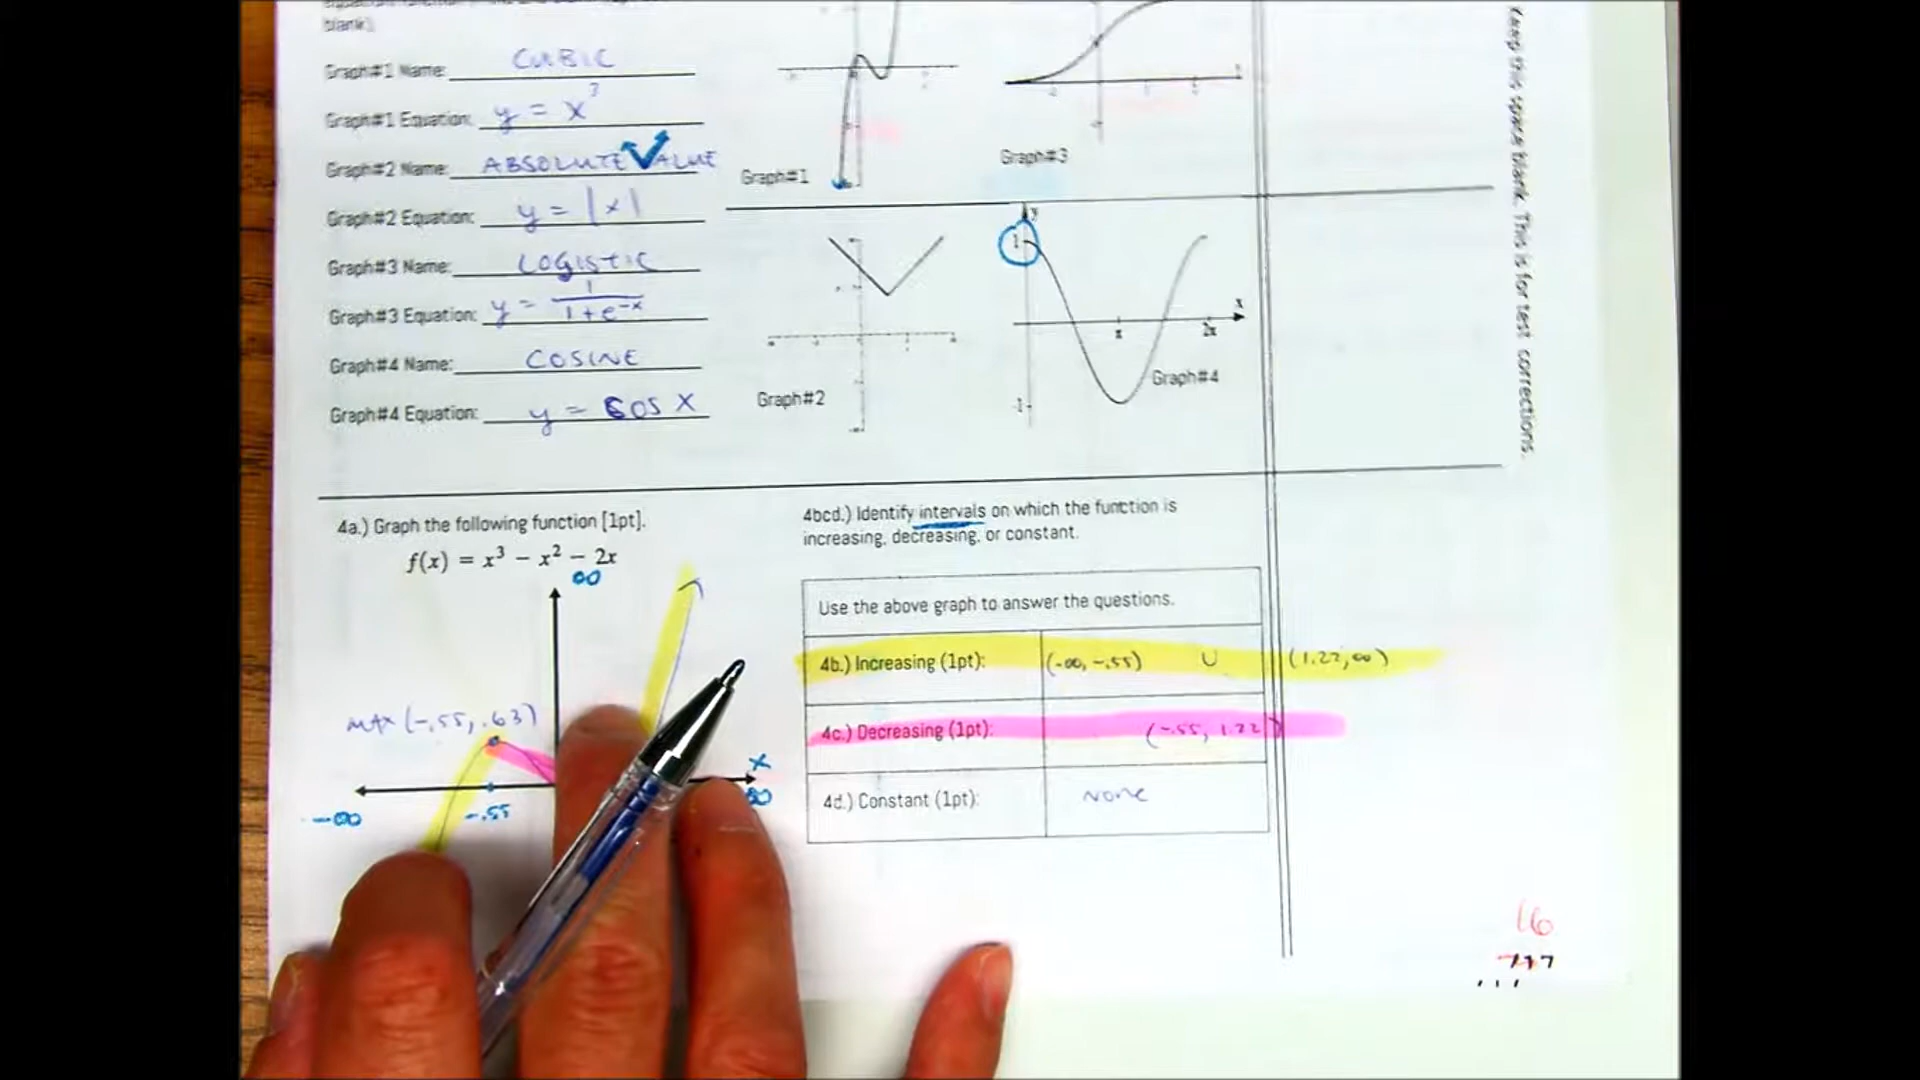 blank).
Graph#1 Name: CUBIC
Graph#1 Equation: y = x³
Graph#2 Name: ABSOLUTE VALUE
Graph#2 Equation: y = |x|
Graph#3 Name: LOGISTIC
Graph#3 Equation: y = 1/(1+e^-x)
Graph#4 Name: COSINE
Graph#4 Equation: y = cos x
Graph#1
Graph#3
Graph#2
y
1
x
π
2π
-1
Graph#4
Keep this space blank. This is for test corrections.
4a.) Graph the following function [1pt].
f(x) = x³ − x² − 2x
∞
MAX (-.55, .63)
x
-∞
-.55
∞
4bcd.) Identify intervals on which the function is
increasing, decreasing, or constant.
Use the above graph to answer the questions.
4b.) Increasing (1pt): (-∞, -.55) ∪ (1.22, ∞)
4c.) Decreasing (1pt): (-.55, 1.22)
4d.) Constant (1pt): None
16